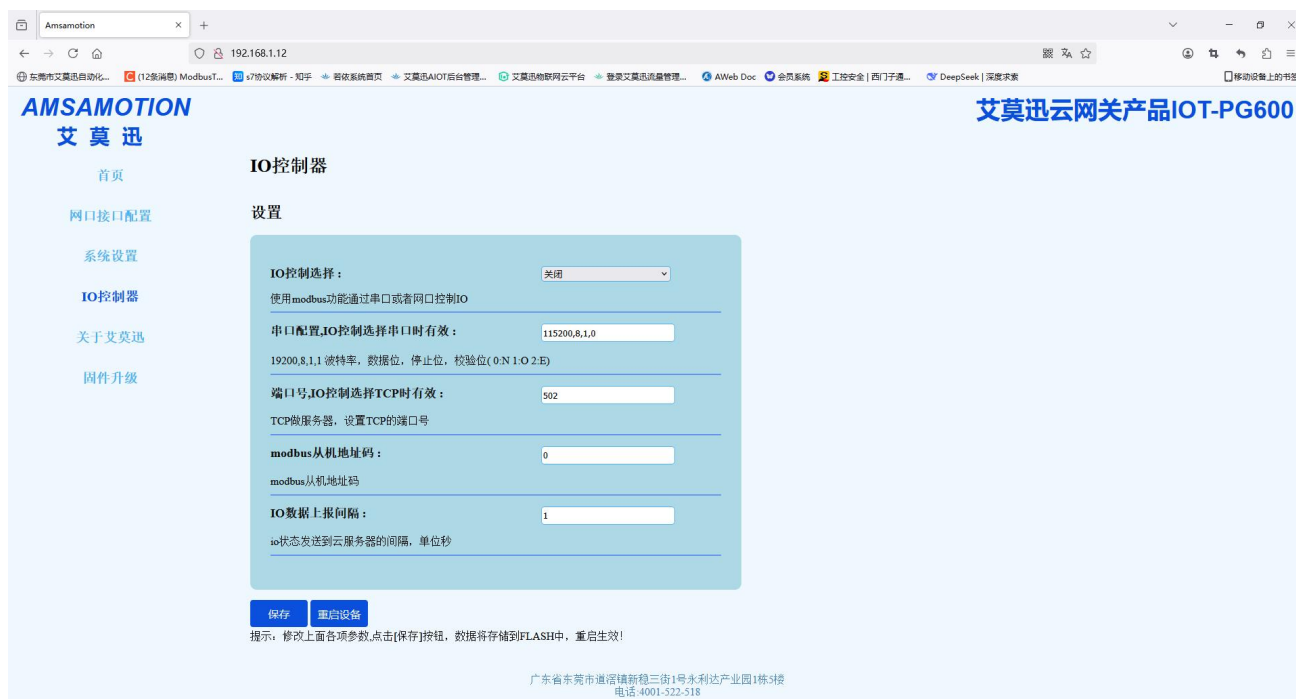 Amsamotion
192.168.1.12
东莞市艾莫迅自动化... (12条消息) ModbusT... s7协议解析 - 知乎 若依系统首页 艾莫迅AIOT后台管理... 艾莫迅物联网云平台 登录艾莫迅流量管理... AWeb Doc 会员系统 工控安全 | 西门子通... DeepSeek | 深度求索 移动设备上的书签
AMSAMOTION
艾莫迅
艾莫迅云网关产品IOT-PG600
首页
网口接口配置
系统设置
IO控制器
关于艾莫迅
固件升级
IO控制器
设置
IO控制选择： 关闭
使用modbus功能通过串口或者网口控制IO
串口配置,IO控制选择串口时有效： 115200,8,1,0
19200,8,1,1 波特率，数据位，停止位，校验位( 0:N 1:O 2:E)
端口号,IO控制选择TCP时有效： 502
TCP做服务器，设置TCP的端口号
modbus从机地址码： 0
modbus从机地址码
IO数据上报间隔： 1
io状态发送到云服务器的间隔，单位秒
保存 重启设备
提示：修改上面各项参数,点击[保存]按钮，数据将存储到FLASH中，重启生效！
广东省东莞市道滘镇新稳三街1号永利达产业园1栋5楼
电话:4001-522-518